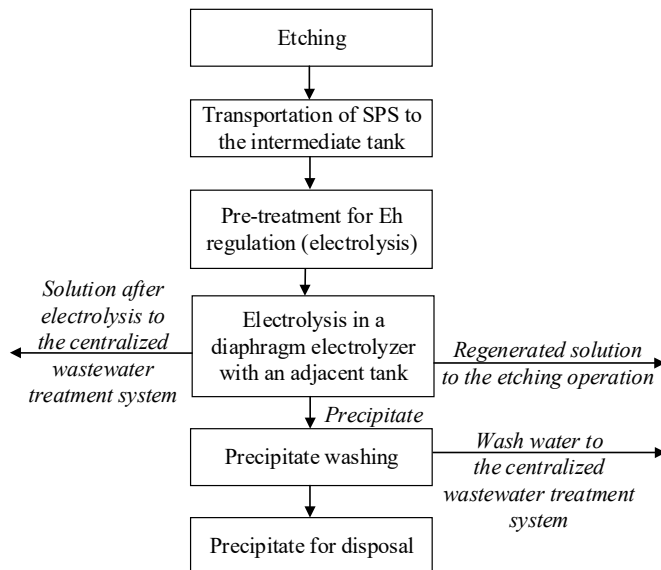 Etching
Transportation of SPS to
the intermediate tank
Pre-treatment for Eh
regulation (electrolysis)
Solution after
electrolysis to
the centralized
wastewater
treatment system
Electrolysis in a
diaphragm electrolyzer
with an adjacent tank
Regenerated solution
to the etching operation
Precipitate
Precipitate washing
Wash water to
the centralized
wastewater treatment
system
Precipitate for disposal